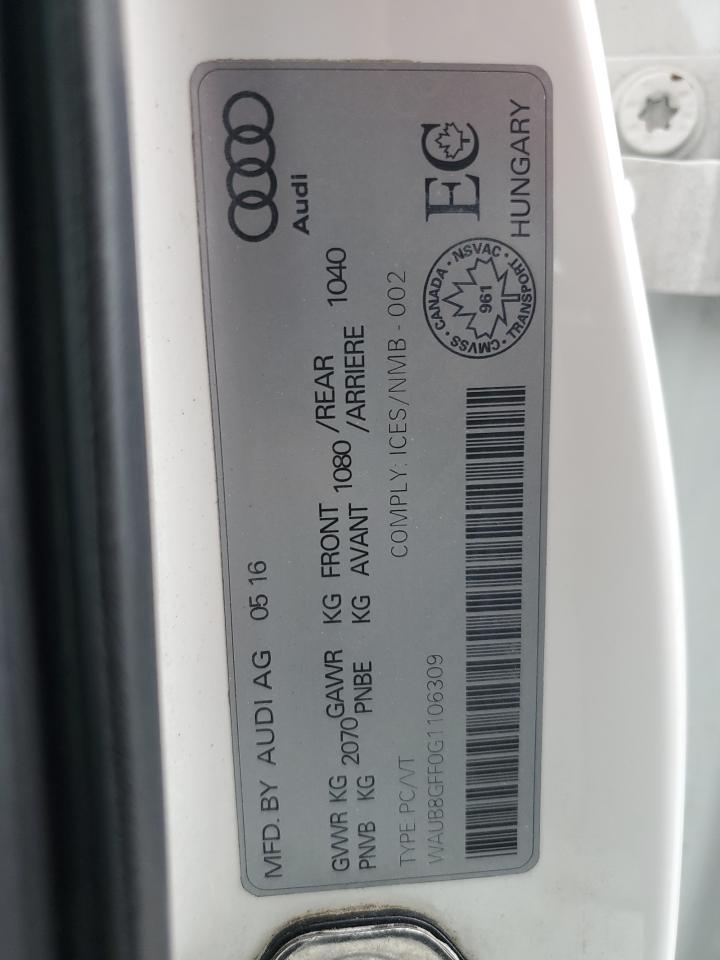 Audi
MFD. BY AUDI AG 05 16
GVWR KG 2070 GAWR KG FRONT 1080 /REAR 1040
PNVB KG PNBE KG AVANT /ARRIERE
COMPLY: ICES/NMB - 002
TYPE: PC/VT
WAUB8GFF0G1106309
EC
HUNGARY
CANADA · NSVAC · TRANSPORT · CMVSS
961